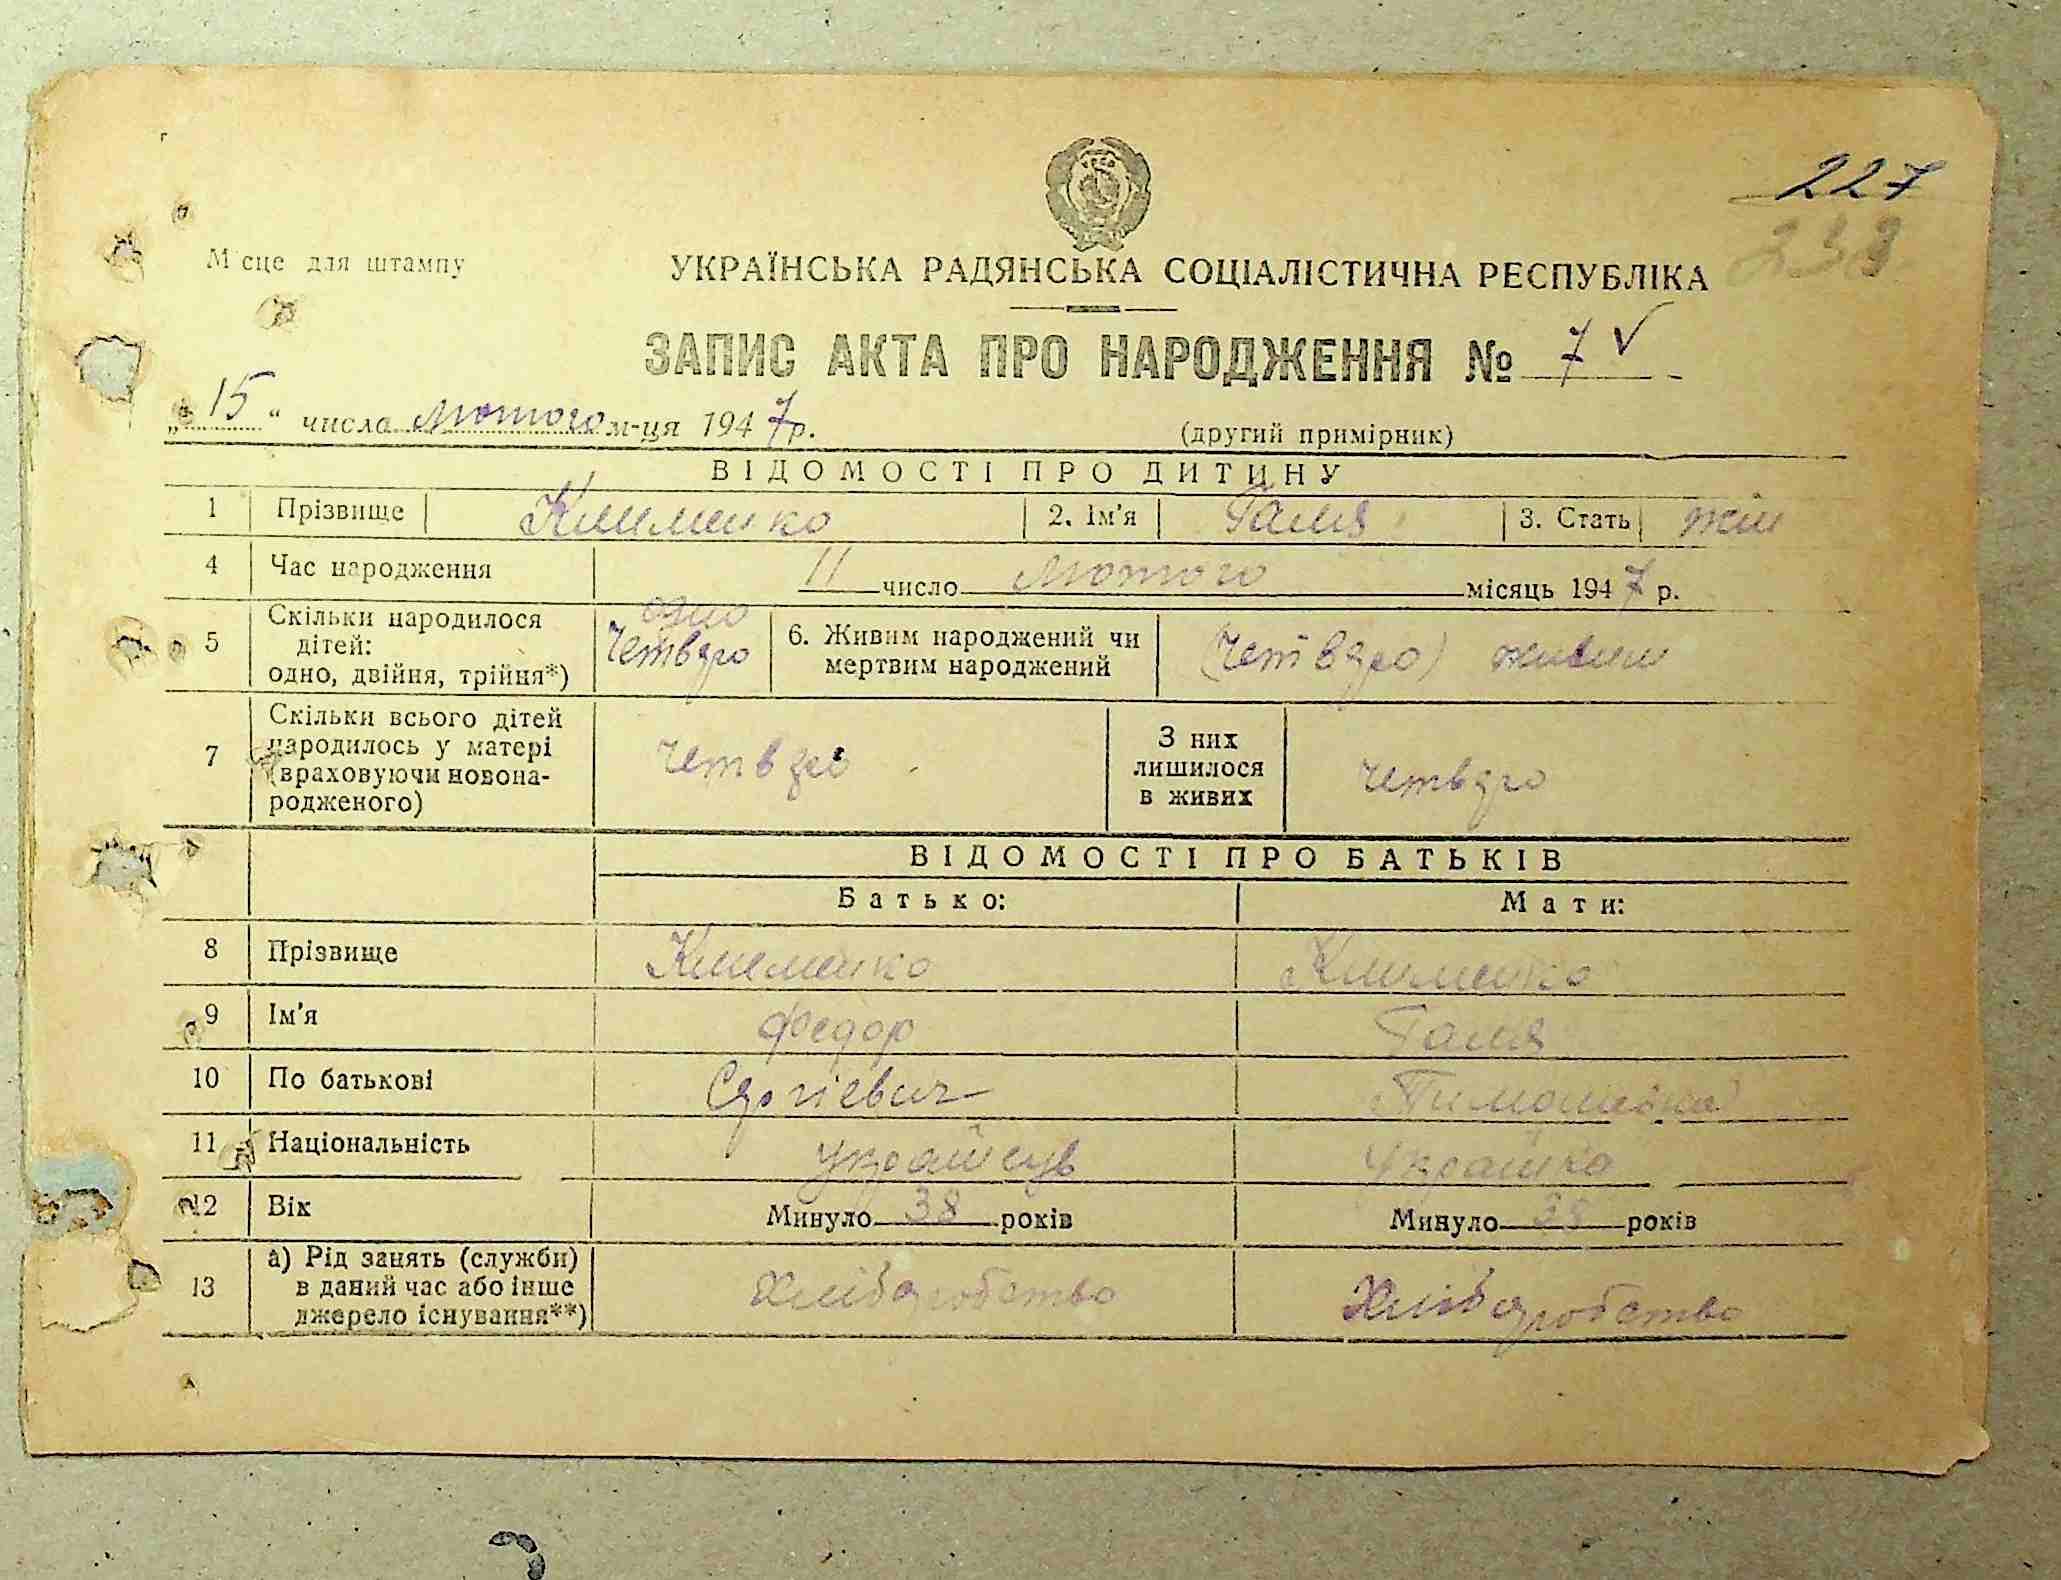 227
233
Місце для штампу
УКРАЇНСЬКА РАДЯНСЬКА СОЦІАЛІСТИЧНА РЕСПУБЛІКА
ЗАПИС АКТА ПРО НАРОДЖЕННЯ № 7 V
„15“ числа лютого м-ця 1947 р. (другий примірник)
ВІДОМОСТІ ПРО ДИТИНУ
1 Прізвище Клименко 2. Ім'я Галя 3. Стать жін
4 Час народження 11 число лютого місяць 1947 р.
одно
5 Скільки народилося дітей: одно, двійня, трійня*) Четверо 6. Живим народжений чи мертвим народжений (Четверо) живим
7 Скільки всього дітей народилось у матері (враховуючи новонародженого) четверо З них лишилося в живих четверо
ВІДОМОСТІ ПРО БАТЬКІВ
Батько: Мати:
8 Прізвище Клименко Клименко
9 Ім'я Федор Галя
10 По батькові Сергієвич
11 Національність Українець Українка
12 Вік Минуло 38 років Минуло 38 років
13 а) Рід занять (служби) в даний час або інше джерело існування**) Хліборобство Хліборобство